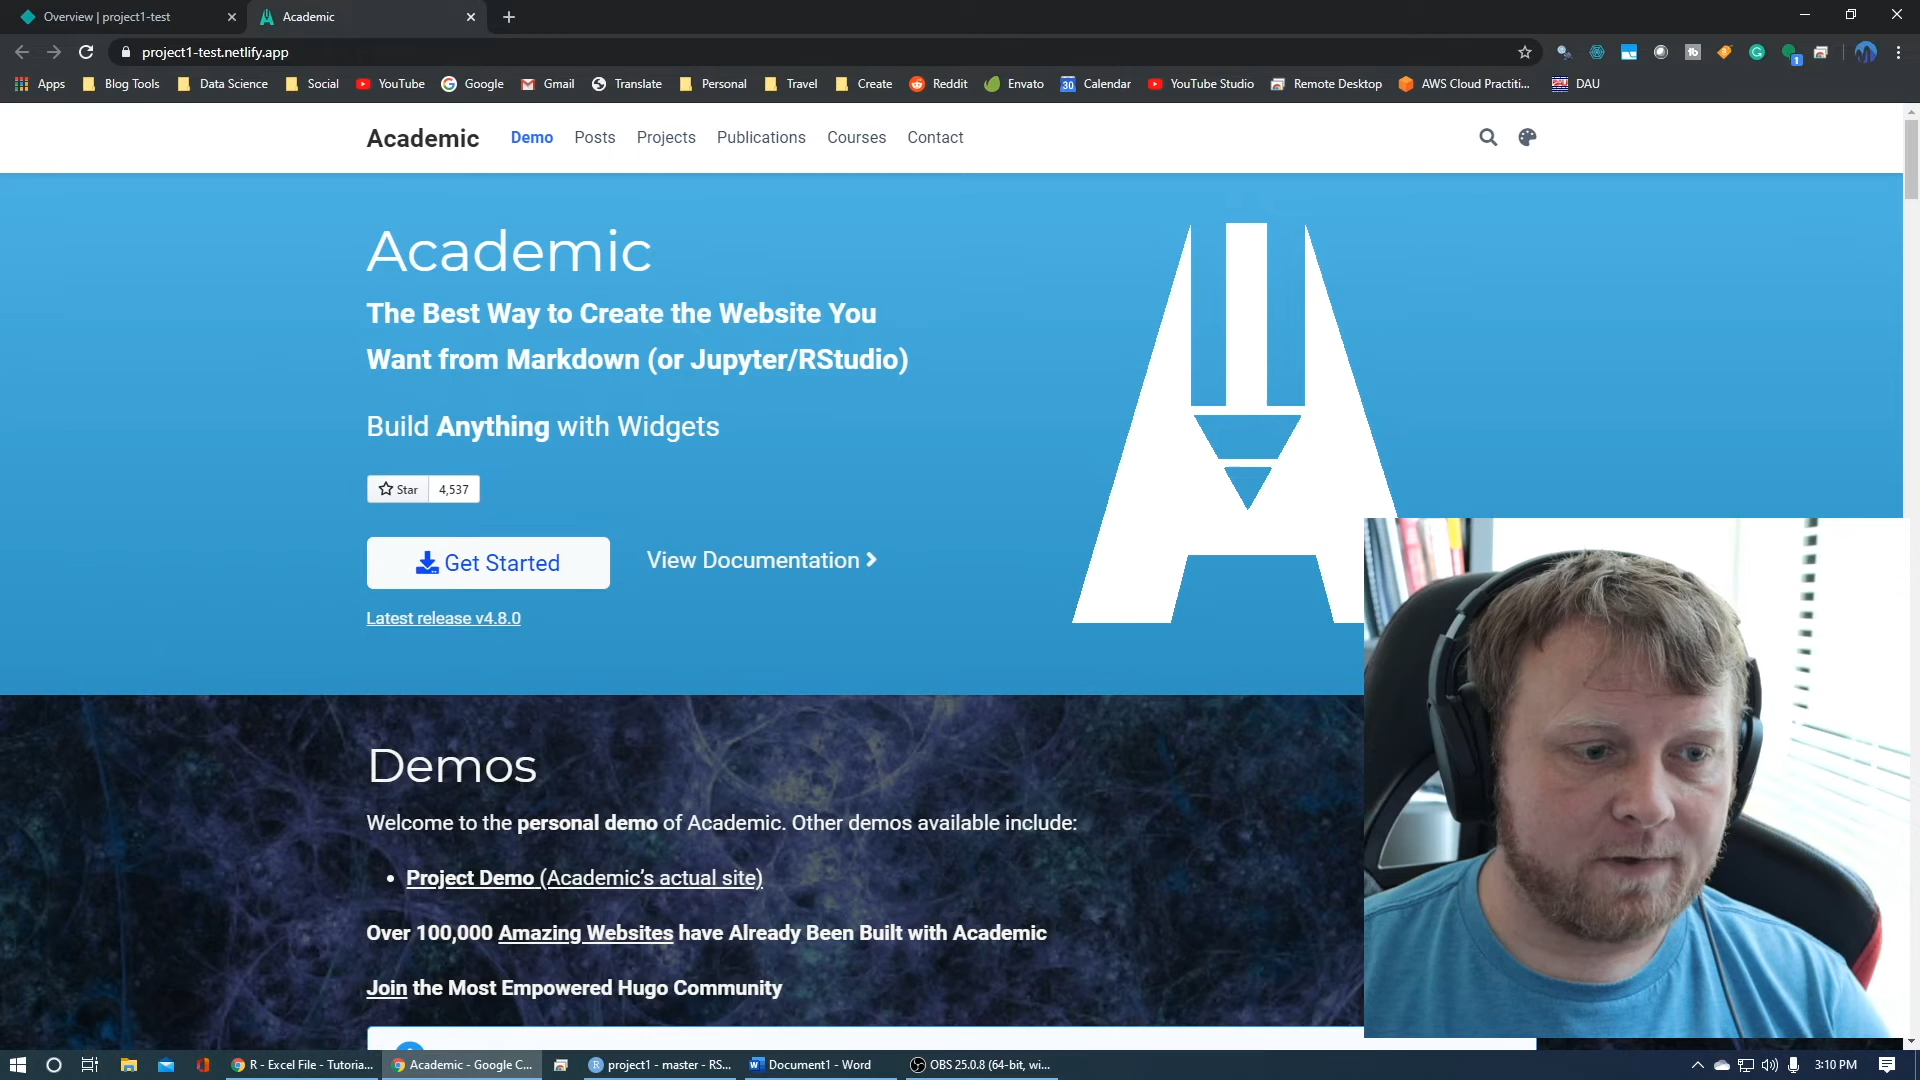 Overview | project1-test
Academic
project1-test.netlify.app
1
Apps
Blog Tools
Data Science
Social
YouTube
Google
Gmail
Translate
Personal
Travel
Create
Reddit
Envato
30
Calendar
YouTube Studio
Remote Desktop
AWS Cloud Practiti...
DAU
Academic
Demo
Posts
Projects
Publications
Courses
Contact
Academic
The Best Way to Create the Website You
Want from Markdown (or Jupyter/RStudio)
Build Anything with Widgets
Star
4,537
Get Started
View Documentation
Latest release v4.8.0
Demos
Welcome to the personal demo of Academic. Other demos available include:
• Project Demo (Academic’s actual site)
Over 100,000 Amazing Websites have Already Been Built with Academic
Join the Most Empowered Hugo Community
R - Excel File - Tutoria...
Academic - Google C...
project1 - master - RS...
Document1 - Word
OBS 25.0.8 (64-bit, wi...
3:10 PM